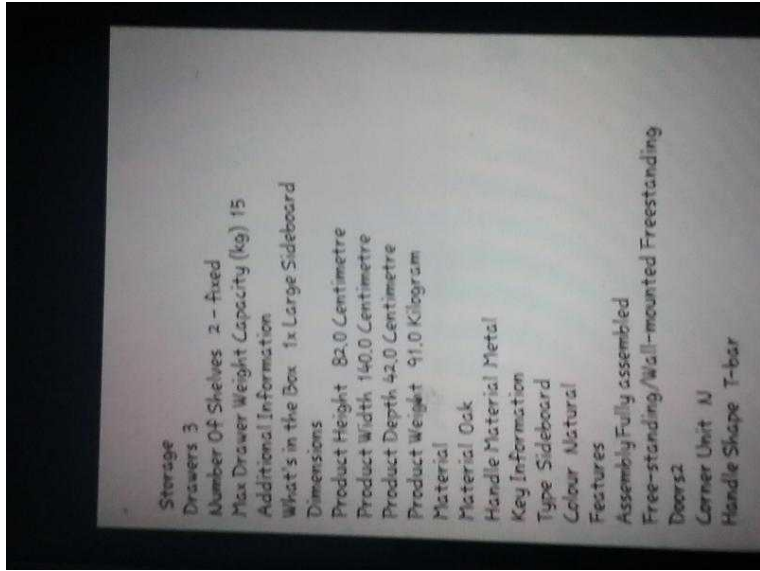 Storage
Drawers 3
Number Of Shelves 2 - fixed
Max Drawer Weight Capacity (kg) 15
Additional Information
What's in the Box 1x Large Sideboard
Dimensions
Product Height 82.0 Centimetre
Product Width 140.0 Centimetre
Product Depth 42.0 Centimetre
Product Weight 91.0 Kilogram
Material
Material Oak
Handle Material Metal
Key Information
Type Sideboard
Colour Natural
Features
Assembly Fully assembled
Free-standing/Wall-mounted Freestanding
Doors2
Corner Unit N
Handle Shape T-bar